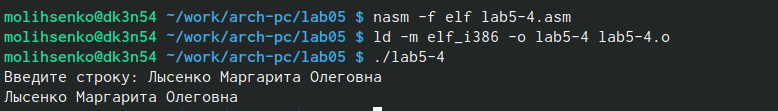 molihsenko@dk3n54 ~/work/arch-pc/lab05 $ nasm -f elf lab5-4.asm
molihsenko@dk3n54 ~/work/arch-pc/lab05 $ ld -m elf_i386 -o lab5-4 lab5-4.o
molihsenko@dk3n54 ~/work/arch-pc/lab05 $ ./lab5-4
Введите строку: Лысенко Маргарита Олеговна
Лысенко Маргарита Олеговна